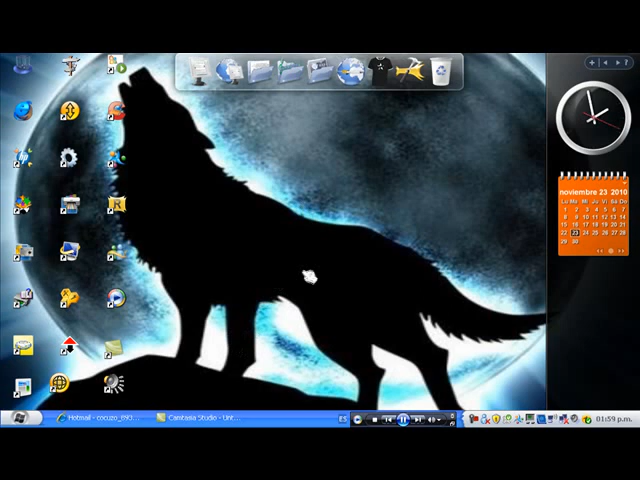 noviembre 23 2010
Lu Ma Mi Ju Vi Sa Do
1 2 3 4 5 6 7
8 9 10 11 12 13 14
15 16 17 18 19 20 21
22 23 24 25 26 27 28
29 30
R
Hotmail - cocuzo_893...
Camtasia Studio - Unt...
ES
01:59 p.m.